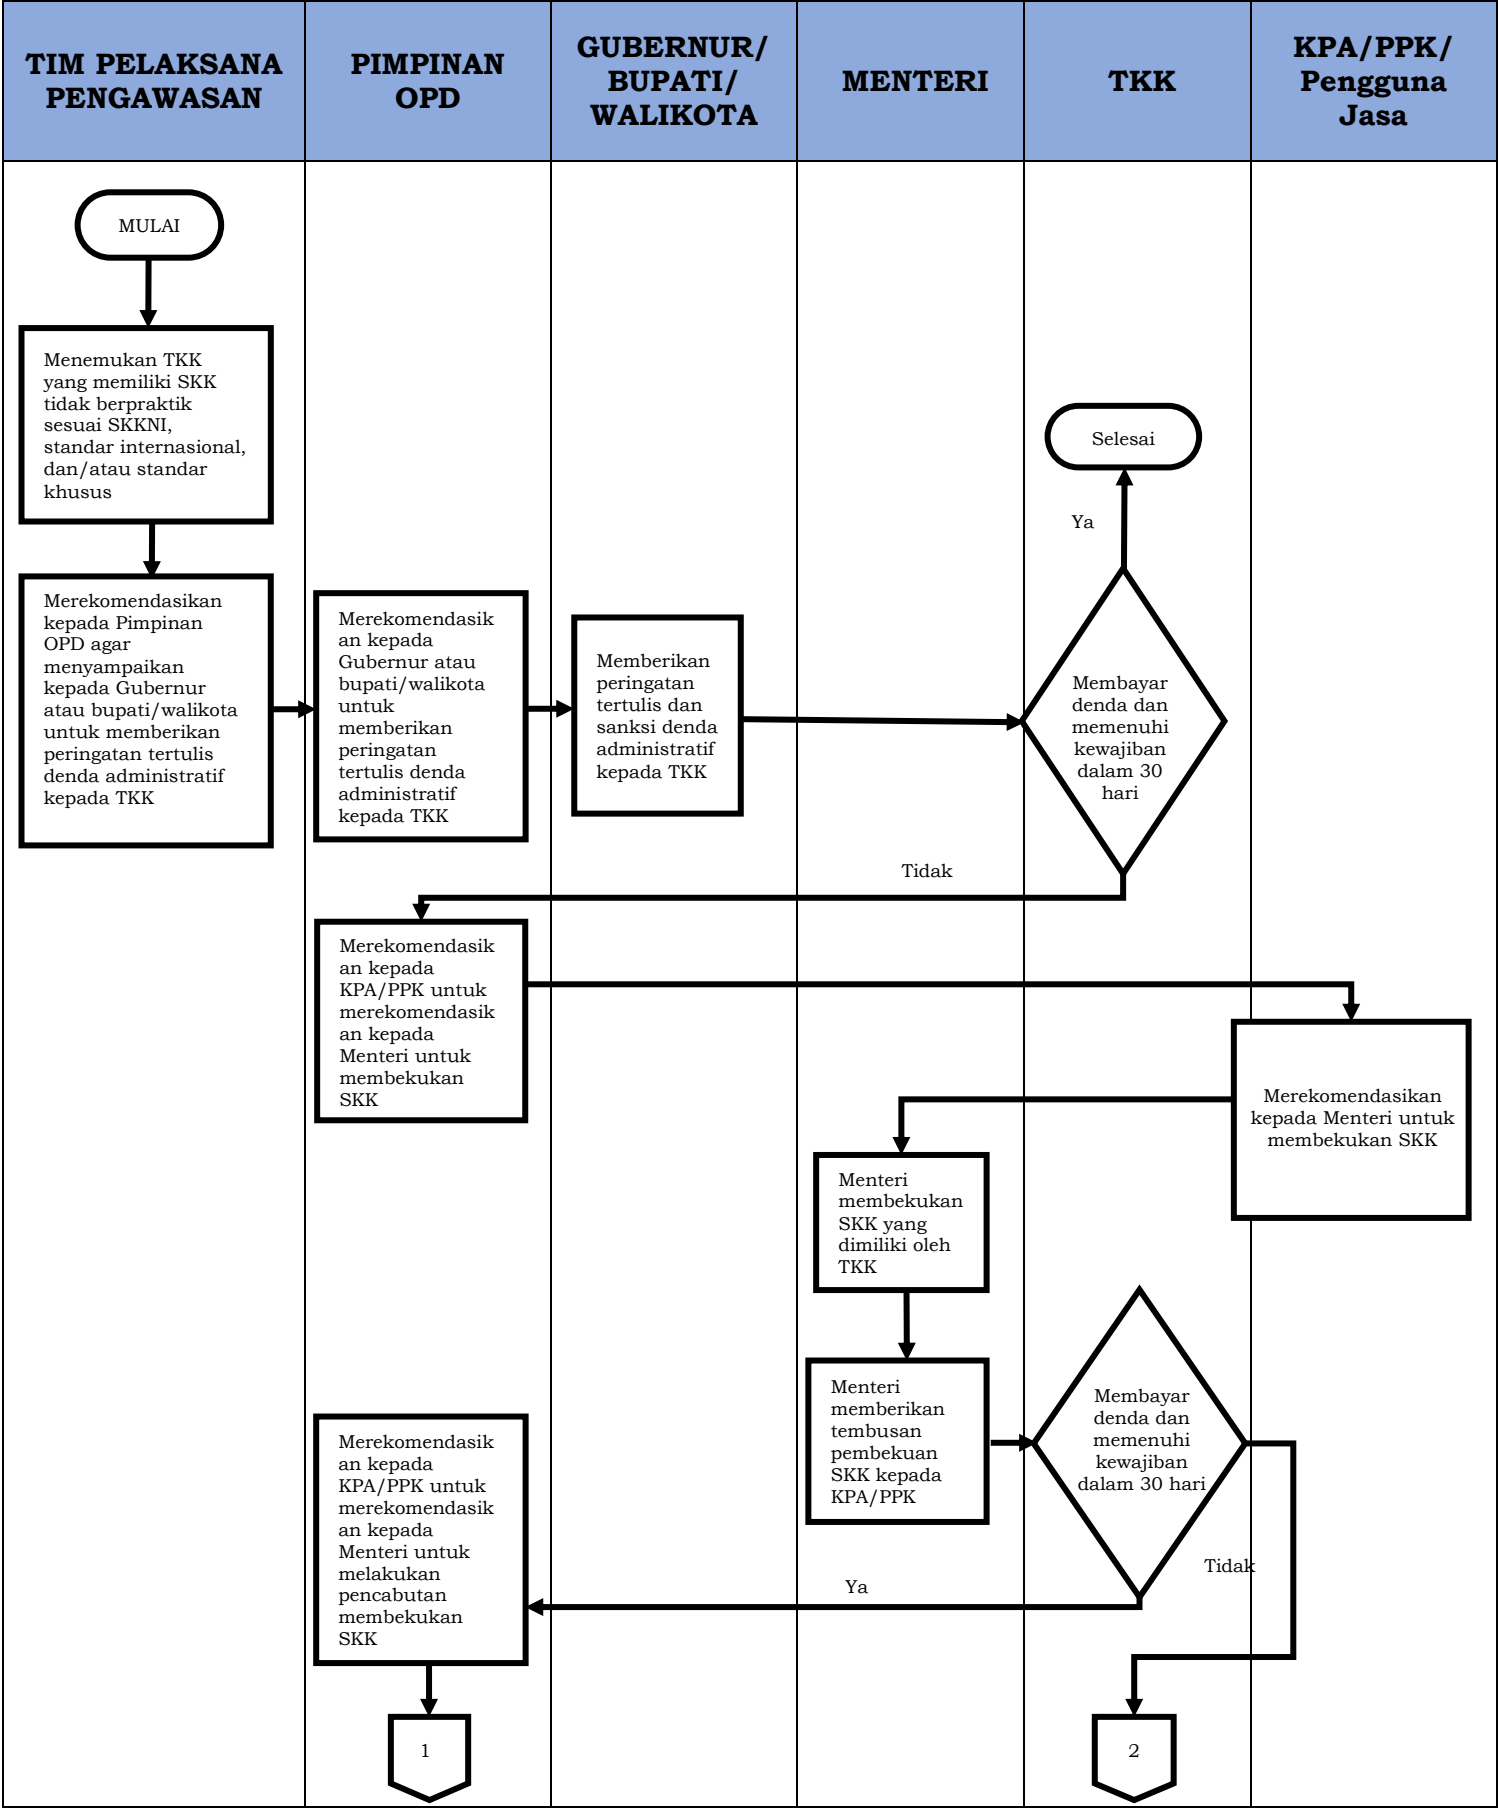 TIM PELAKSANA
PENGAWASAN
PIMPINAN
OPD
GUBERNUR/
BUPATI/
WALIKOTA
MENTERI
TKK
KPA/PPK/
Pengguna
Jasa
MULAI
Menemukan TKK
yang memiliki SKK
tidak berpraktik
sesuai SKKNI,
standar internasional,
dan/atau standar
khusus
Selesai
Ya
Merekomendasikan
kepada Pimpinan
OPD agar
menyampaikan
kepada Gubernur
atau bupati/walikota
untuk memberikan
peringatan tertulis
denda administratif
kepada TKK
Merekomendasik
an kepada
Gubernur atau
bupati/walikota
untuk
memberikan
peringatan
tertulis denda
administratif
kepada TKK
Memberikan
peringatan
tertulis dan
sanksi denda
administratif
kepada TKK
Membayar
denda dan
memenuhi
kewajiban
dalam 30
hari
Tidak
Merekomendasik
an kepada
KPA/PPK untuk
merekomendasik
an kepada
Menteri untuk
membekukan
SKK
Merekomendasikan
kepada Menteri untuk
membekukan SKK
Menteri
membekukan
SKK yang
dimiliki oleh
TKK
Menteri
memberikan
tembusan
pembekuan
SKK kepada
KPA/PPK
Membayar
denda dan
memenuhi
kewajiban
dalam 30 hari
Tidak
Ya
Merekomendasik
an kepada
KPA/PPK untuk
merekomendasik
an kepada
Menteri untuk
melakukan
pencabutan
membekukan
SKK
1
2